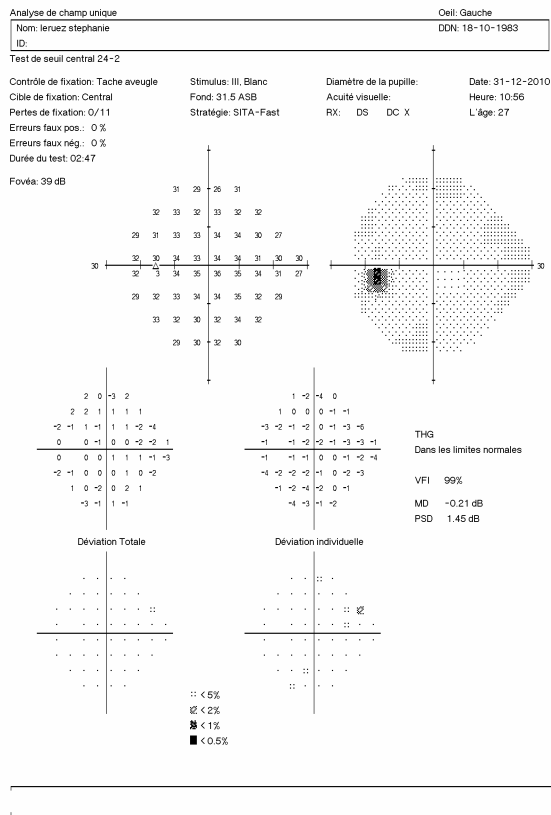 Analyse de champ unique Oeil: Gauche
Nom: leruez stephanie DDN: 18-10-1983
ID:
Test de seuil central 24-2
Contrôle de fixation: Tache aveugle Stimulus: III, Blanc Diamètre de la pupille: Date: 31-12-2010
Cible de fixation: Central Fond: 31.5 ASB Acuité visuelle: Heure: 10:56
Pertes de fixation: 0/11 Stratégie: SITA-Fast RX: DS DC X L'âge: 27
Erreurs faux pos.: 0 %
Erreurs faux nég.: 0 %
Durée du test: 02:47
Fovéa: 39 dB
31 29 26 31
32 33 32 33 32 32
29 31 33 33 34 34 30 27
32 30 34 33 34 34 31 30 30
30 30
32 3 34 35 36 35 34 31 27
29 32 33 34 34 35 32 29
33 32 30 32 34 32
29 30 32 30
2 0 -3 2 1 -2 -4 0
2 2 1 1 1 1 1 0 0 -1 -1
-2 -1 1 0 1 0 -2 -4 -3 -2 -1 -2 0 -1 -3 -6
0 0 -1 0 0 -2 -2 1 -1 -1 -2 -1 -1 -3 -3 -1
0 0 0 1 1 1 -1 -3 -1 -1 -1 0 0 -1 -2 -4
-2 -1 0 0 0 1 0 -2 -4 -2 -2 -2 -1 0 -2 -3
1 0 -2 0 2 1 -1 -2 -4 -2 0 -1
-3 -1 1 -1 -4 -3 -1 -2
THG
Dans les limites normales
VFI 99%
MD -0.21 dB
PSD 1.45 dB
Déviation Totale Déviation individuelle
< 5%
< 2%
< 1%
< 0.5%